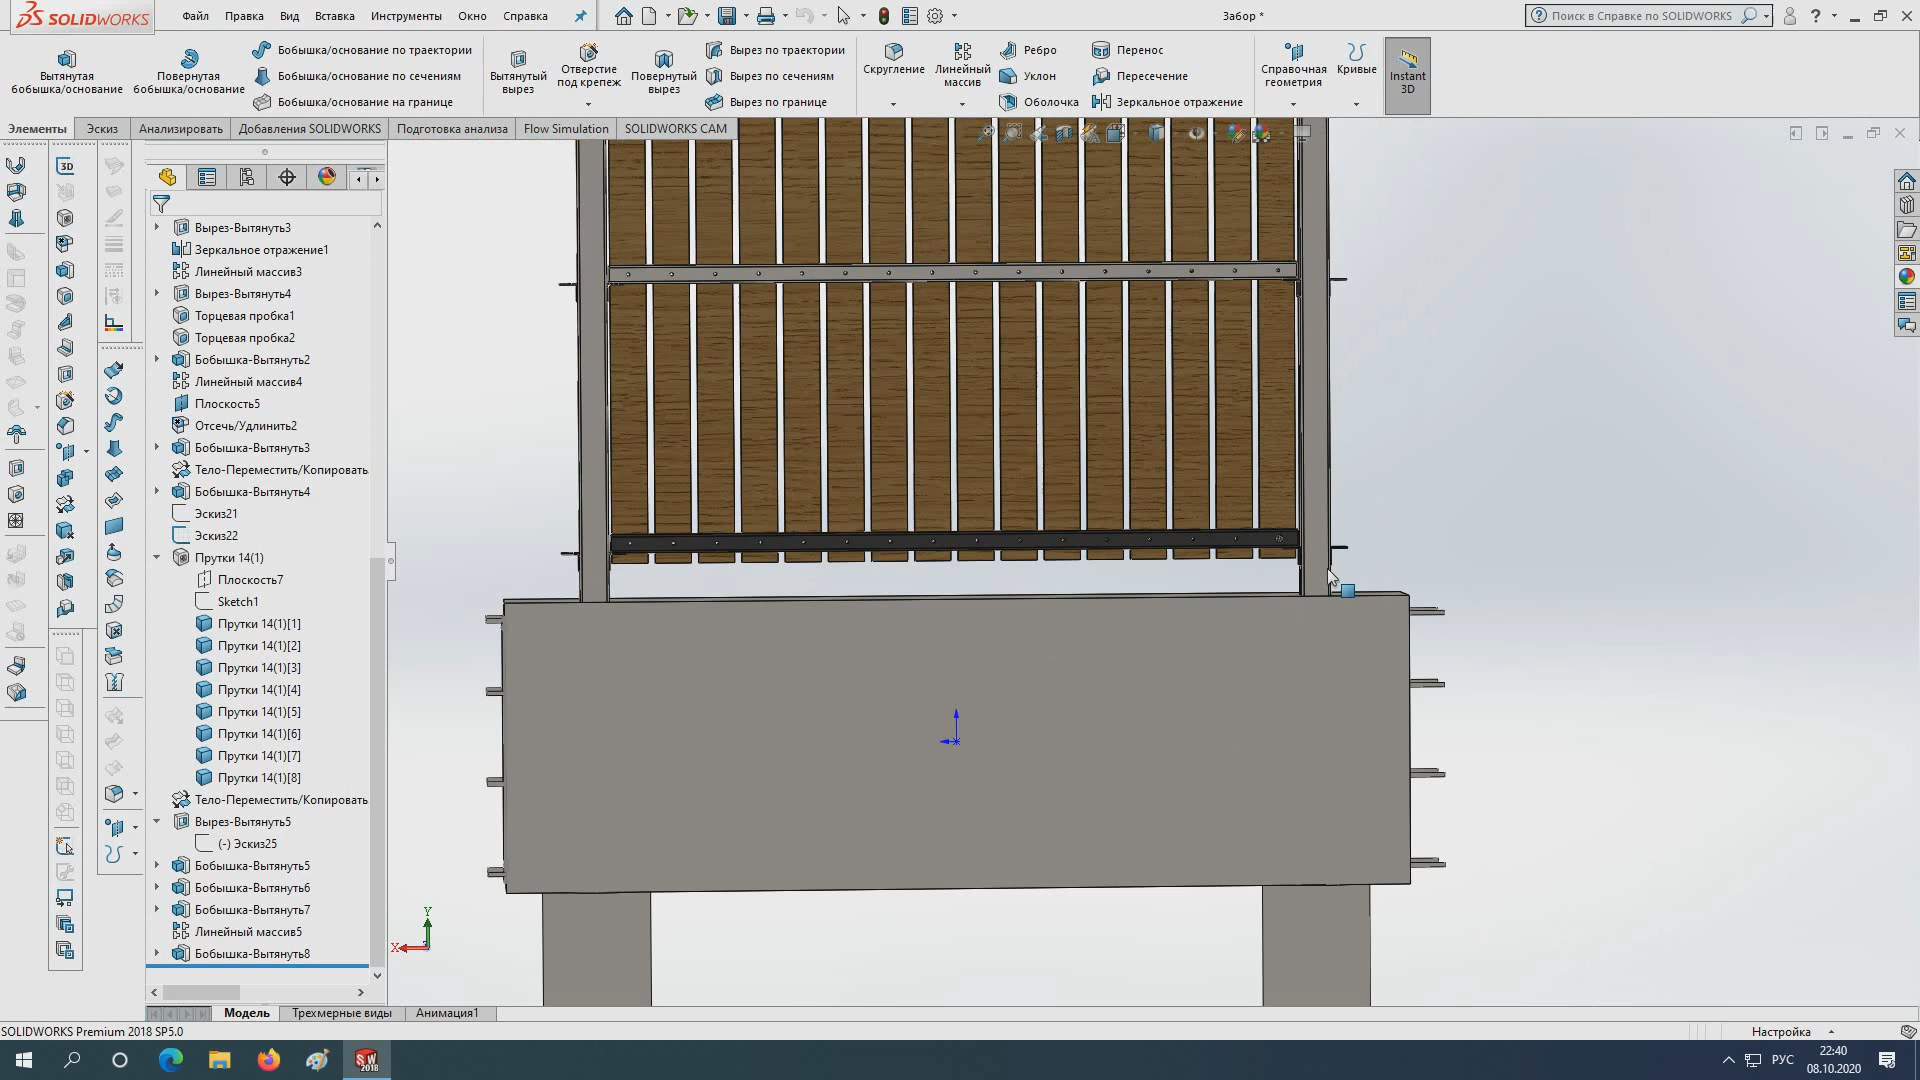 SOLIDWORKS
Файл Правка Вид Вставка Инструменты Окно Справка
Забор *
Поиск в Справке по SOLIDWORKS
Вытянутая бобышка/основание
Повернутая бобышка/основание
Бобышка/основание по траектории
Бобышка/основание по сечениям
Бобышка/основание на границе
Вытянутый вырез
Отверстие под крепеж
Повернутый вырез
Вырез по траектории
Вырез по сечениям
Вырез по границе
Скругление
Линейный массив
Ребро
Уклон
Оболочка
Перенос
Пересечение
Зеркальное отражение
Справочная геометрия
Кривые
Instant 3D
Элементы Эскиз Анализировать Добавления SOLIDWORKS Подготовка анализа Flow Simulation SOLIDWORKS CAM
3D
Вырез-Вытянуть3
Зеркальное отражение1
Линейный массив3
Вырез-Вытянуть4
Торцевая пробка1
Торцевая пробка2
Бобышка-Вытянуть2
Линейный массив4
Плоскость5
Отсечь/Удлинить2
Бобышка-Вытянуть3
Тело-Переместить/Копировать
Бобышка-Вытянуть4
Эскиз21
Эскиз22
Прутки 14(1)
Плоскость7
Sketch1
Прутки 14(1)[1]
Прутки 14(1)[2]
Прутки 14(1)[3]
Прутки 14(1)[4]
Прутки 14(1)[5]
Прутки 14(1)[6]
Прутки 14(1)[7]
Прутки 14(1)[8]
Тело-Переместить/Копировать
Вырез-Вытянуть5
(-) Эскиз25
Бобышка-Вытянуть5
Бобышка-Вытянуть6
Бобышка-Вытянуть7
Линейный массив5
Бобышка-Вытянуть8
Y
X
Модель Трехмерные виды Анимация1
SOLIDWORKS Premium 2018 SP5.0
Настройка
SW 2018
РУС
22:40
08.10.2020